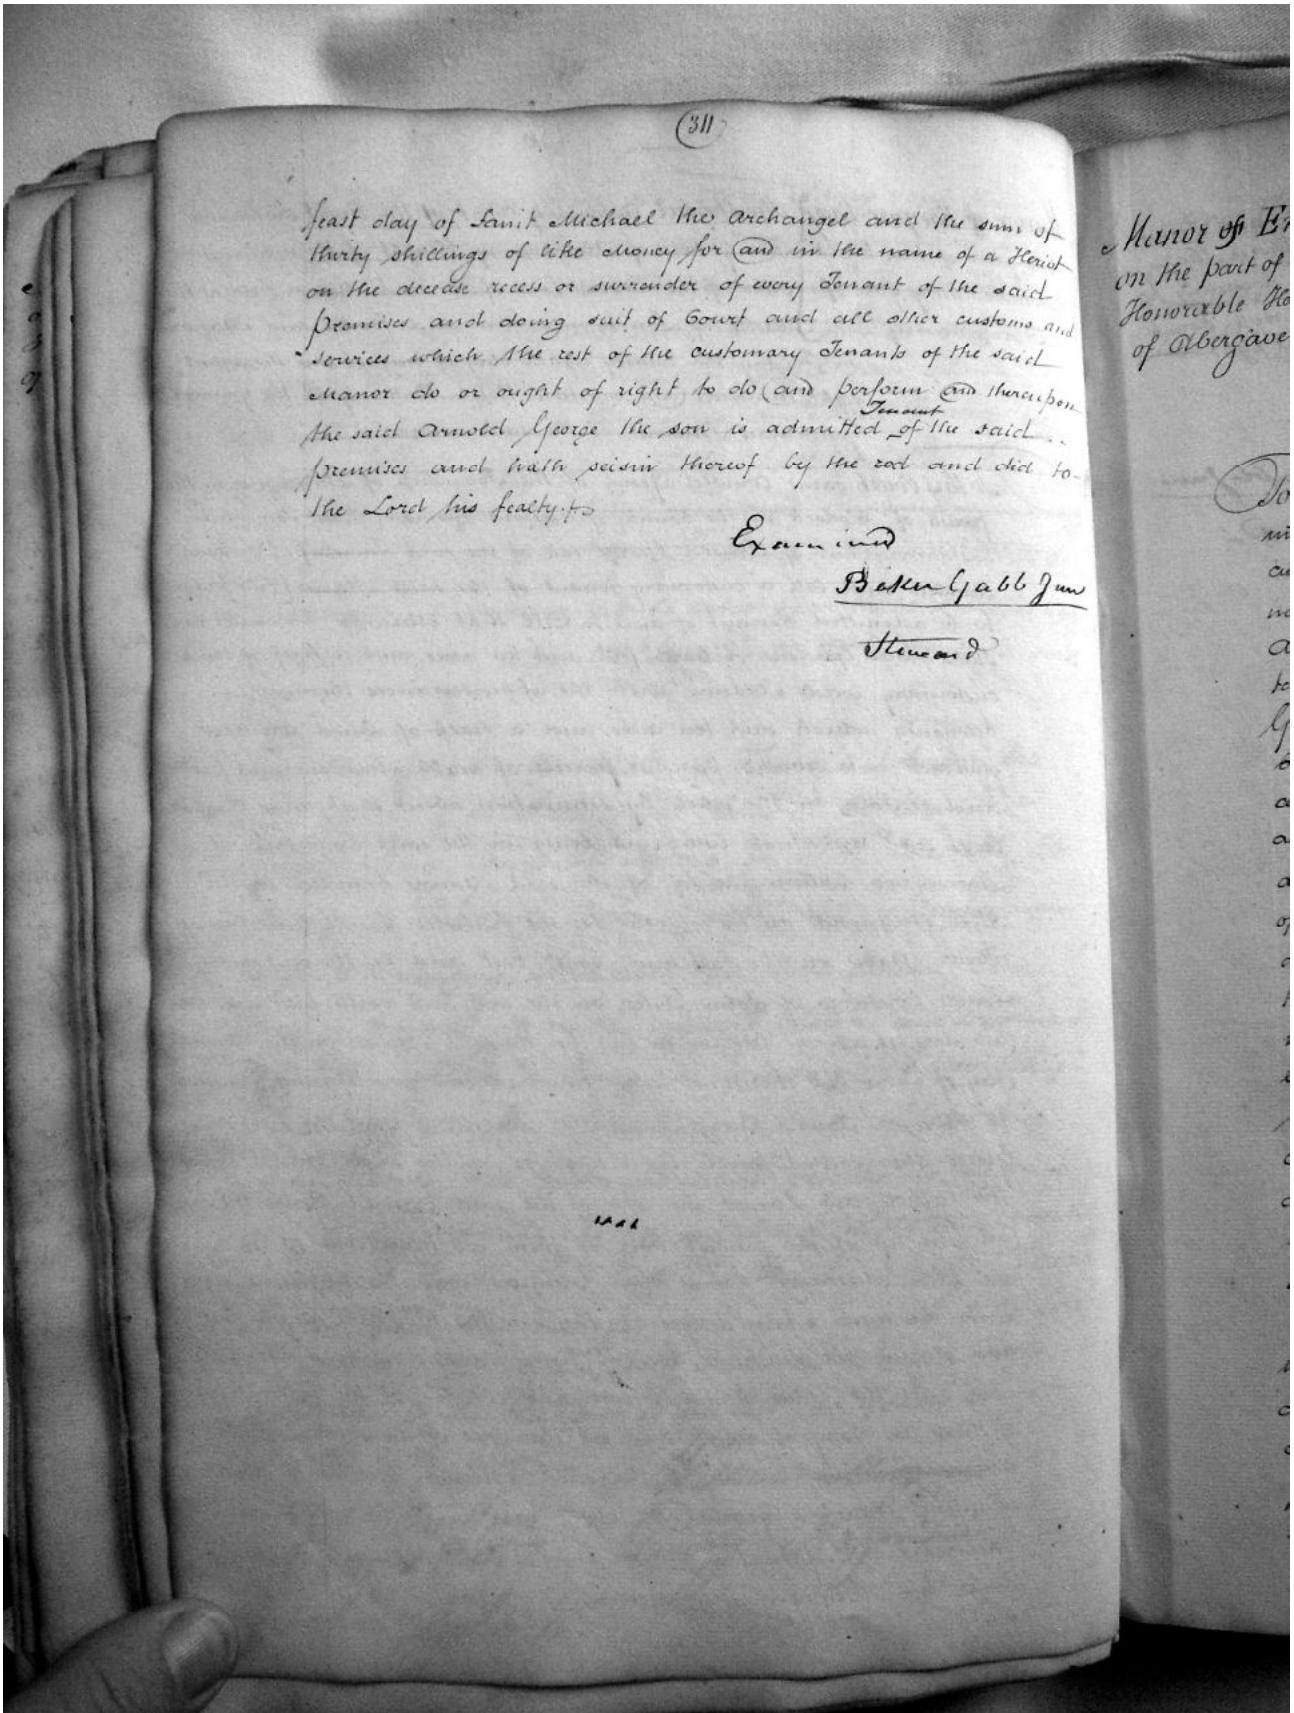 311
feast day of Saint Michael the Archangel and the sum of
thirty shillings of like Money for and in the name of a Heriot
on the decease recess or surrender of every Tenant of the said
premises and doing suit of Court and all other customs and
services which the rest of the customary Tenants of the said
Manor do or ought of right to do and perform and thereupon
Tenant
the said Arnold George the son is admitted of the said
premises and hath seisin thereof by the rod and did to
the Lord his fealty.
Examined
Baker Gabb Jun
Steward
Manor of
on the part of
Honorable
of Abergave